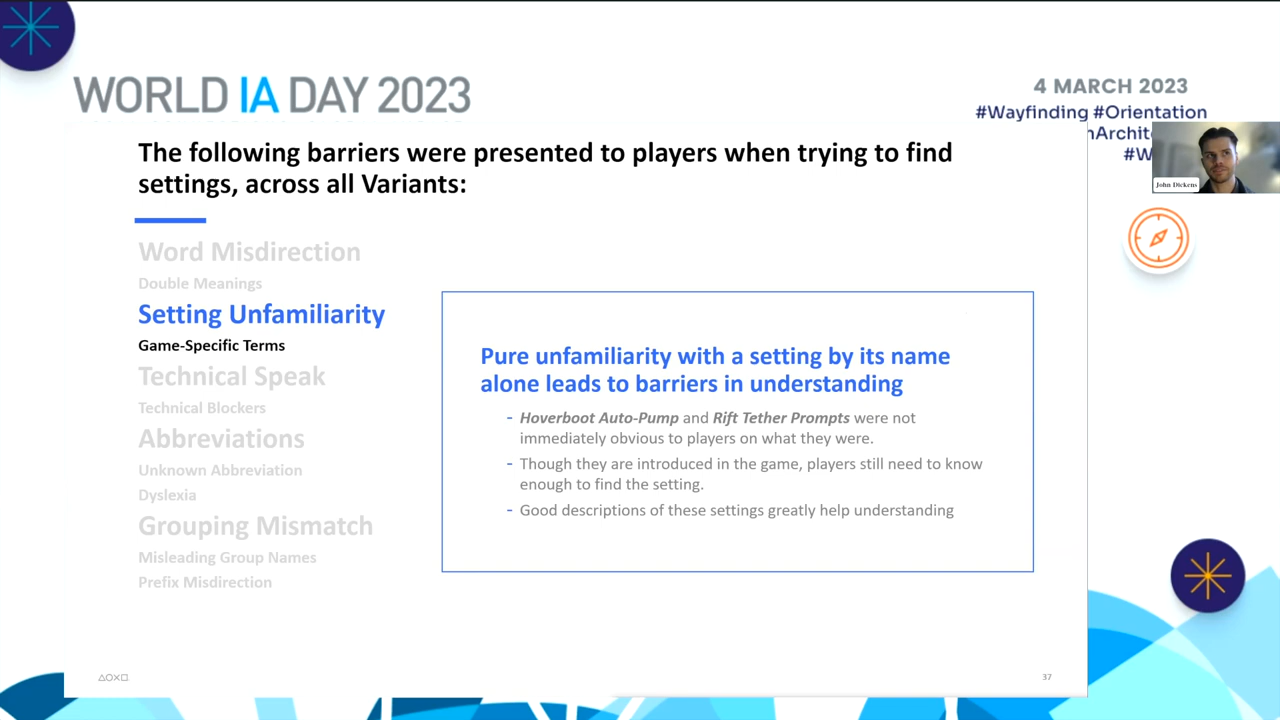 WORLD IA DAY 2023
4 MARCH 2023
#Wayfinding #Orientation
John Dickens
The following barriers were presented to players when trying to find
settings, across all Variants:
Word Misdirection
Double Meanings
Setting Unfamiliarity
Game-Specific Terms
Technical Speak
Technical Blockers
Abbreviations
Unknown Abbreviation
Dyslexia
Grouping Mismatch
Misleading Group Names
Prefix Misdirection
Pure unfamiliarity with a setting by its name
alone leads to barriers in understanding
- Hoverboot Auto-Pump and Rift Tether Prompts were not
immediately obvious to players on what they were.
- Though they are introduced in the game, players still need to know
enough to find the setting.
- Good descriptions of these settings greatly help understanding
37